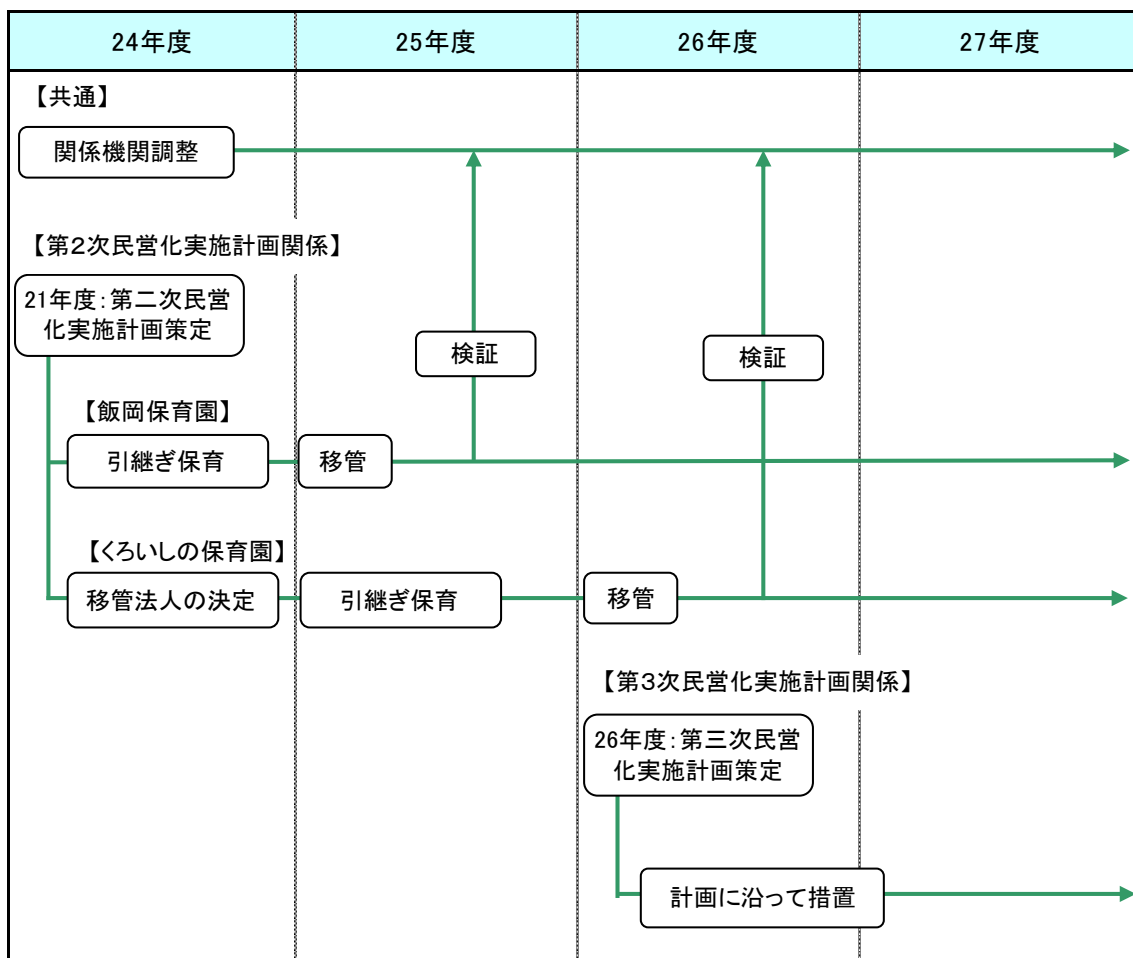 24年度
25年度
26年度
27年度
【共通】
関係機関調整
【第2次民営化実施計画関係】
21年度:第二次民営
化実施計画策定
検証
検証
【飯岡保育園】
引継ぎ保育
移管
【くろいしの保育園】
移管法人の決定
引継ぎ保育
移管
【第3次民営化実施計画関係】
26年度:第三次民営
化実施計画策定
計画に沿って措置